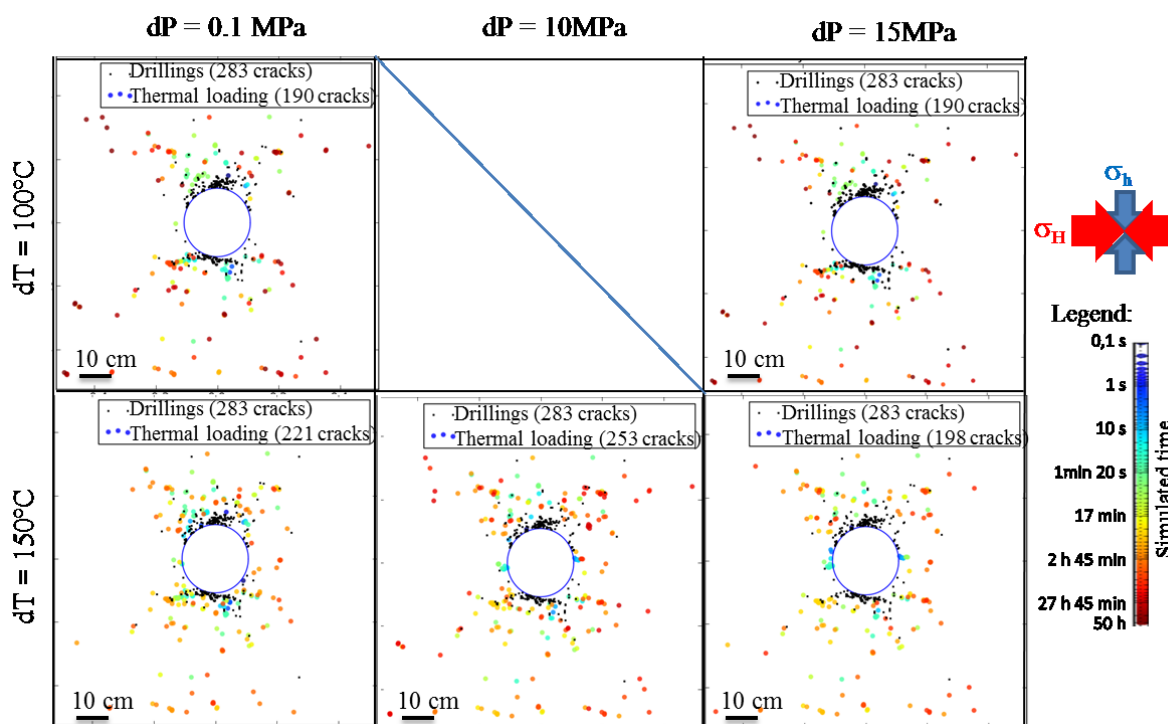 dP = 0.1 MPa
dP = 10MPa
dP = 15MPa
dT = 100°C
Drillings (283 cracks)
Thermal loading (190 cracks)
10 cm
Drillings (283 cracks)
Thermal loading (190 cracks)
10 cm
σh
σH
Legend:
0,1 s
1 s
10 s
1min 20 s
17 min
2 h 45 min
27 h 45 min
50 h
Simulated time
dT = 150°C
Drillings (283 cracks)
Thermal loading (221 cracks)
10 cm
Drillings (283 cracks)
Thermal loading (253 cracks)
10 cm
Drillings (283 cracks)
Thermal loading (198 cracks)
10 cm